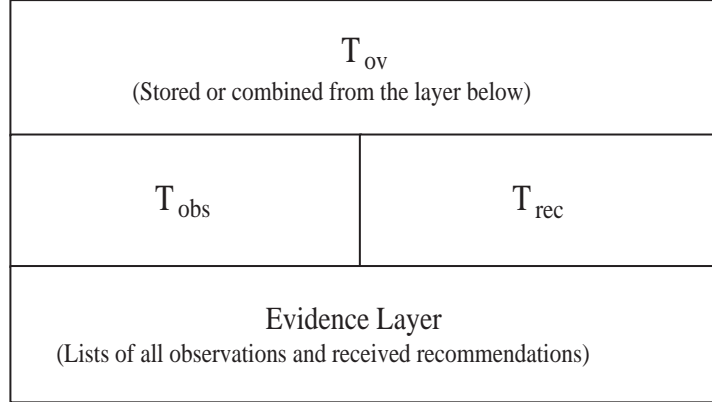 T ov
(Stored or combined from the layer below)
T obs T rec
Evidence Layer
(Lists of all observations and received recommendations)